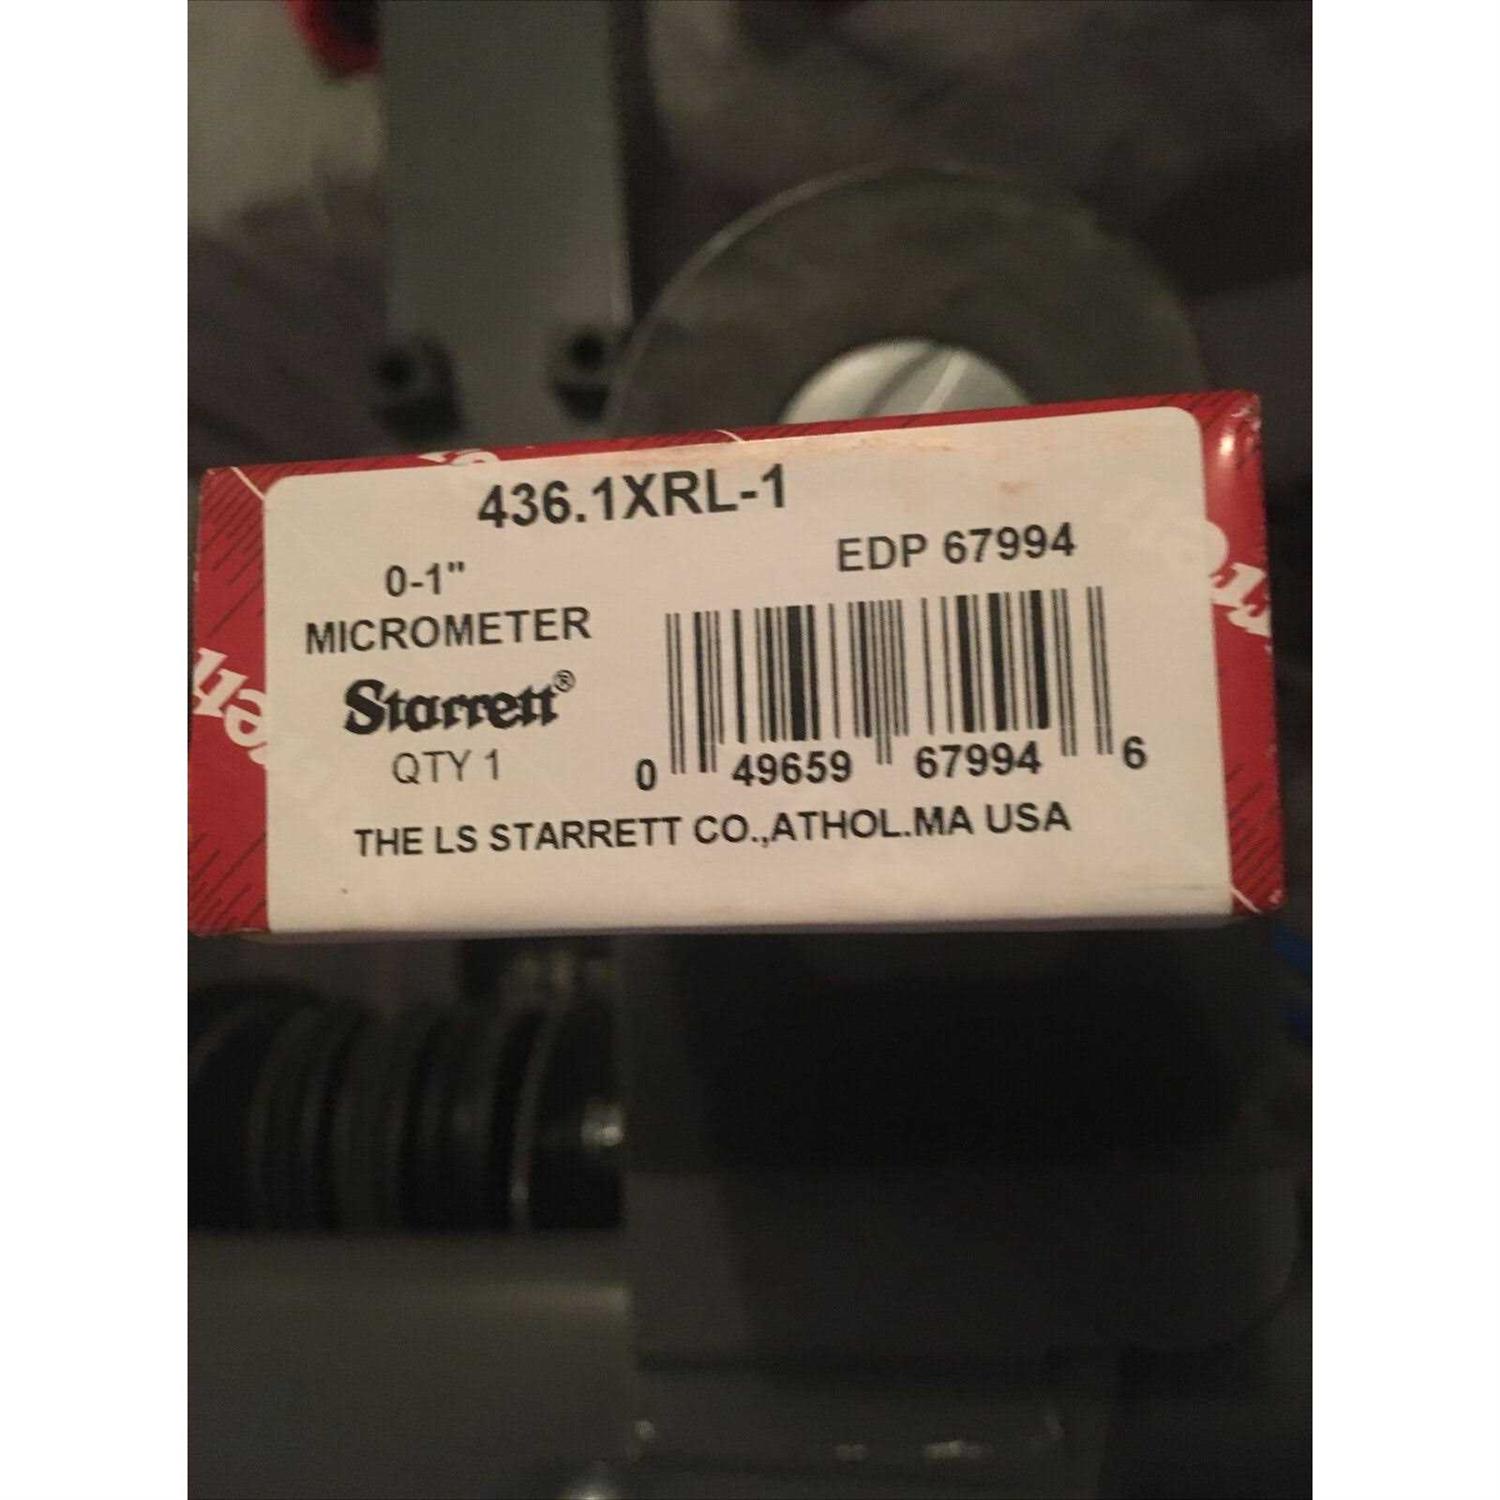 436.1XRL-1
0-1"
EDP 67994
MICROMETER
Starrett®
QTY 1
0 49659 67994 6
THE LS STARRETT CO.,ATHOL.MA USA